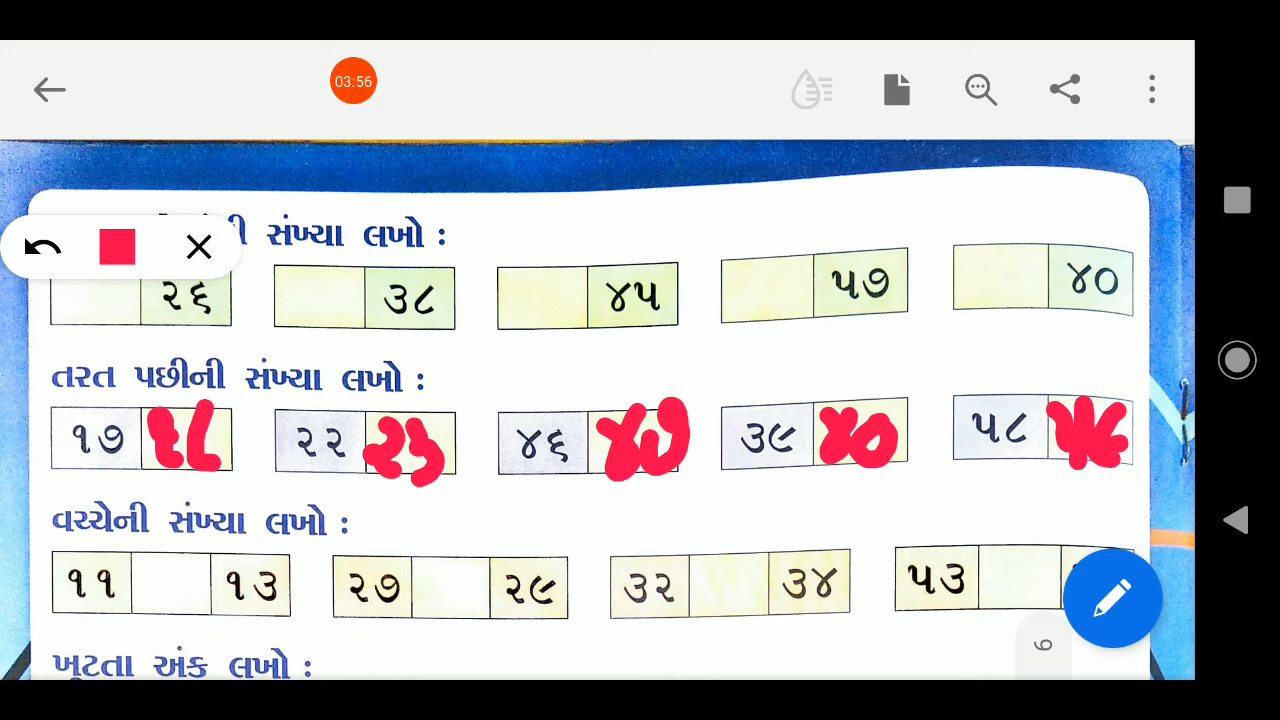 03:56
સંખ્યા લખો :
૨૬ ૩૮ ૪૫ ૫૭ ૪૦
તરત પછીની સંખ્યા લખો :
૧૭ ૧૮ ૨૨ ૨૩ ૪૬ ૪૭ ૩૯ ૪૦ ૫૮ ૫૯
વચ્ચેની સંખ્યા લખો :
૧૧ ૧૩ ૨૭ ૨૯ ૩૨ ૩૪ ૫૩
ખૂટતા અંક લખો :